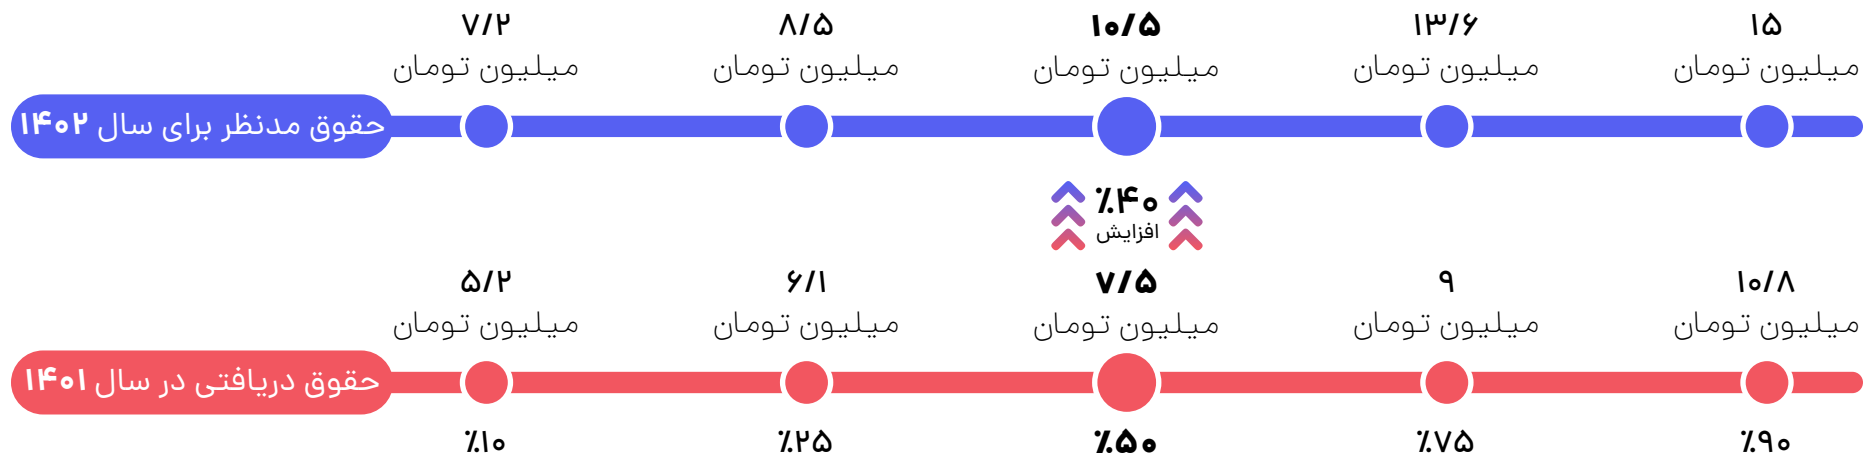 ۷/۲
میلیون تومان
۸/۵
میلیون تومان
۱۰/۵
میلیون تومان
۱۳/۶
میلیون تومان
۱۵
میلیون تومان
حقوق مدنظر برای سال ۱۴۰۲
٪۴۰
افزایش
۵/۲
میلیون تومان
۶/۱
میلیون تومان
۷/۵
میلیون تومان
۹
میلیون تومان
۱۰/۸
میلیون تومان
حقوق دریافتی در سال ۱۴۰۱
٪۱۰
٪۲۵
٪۵۰
٪۷۵
٪۹۰